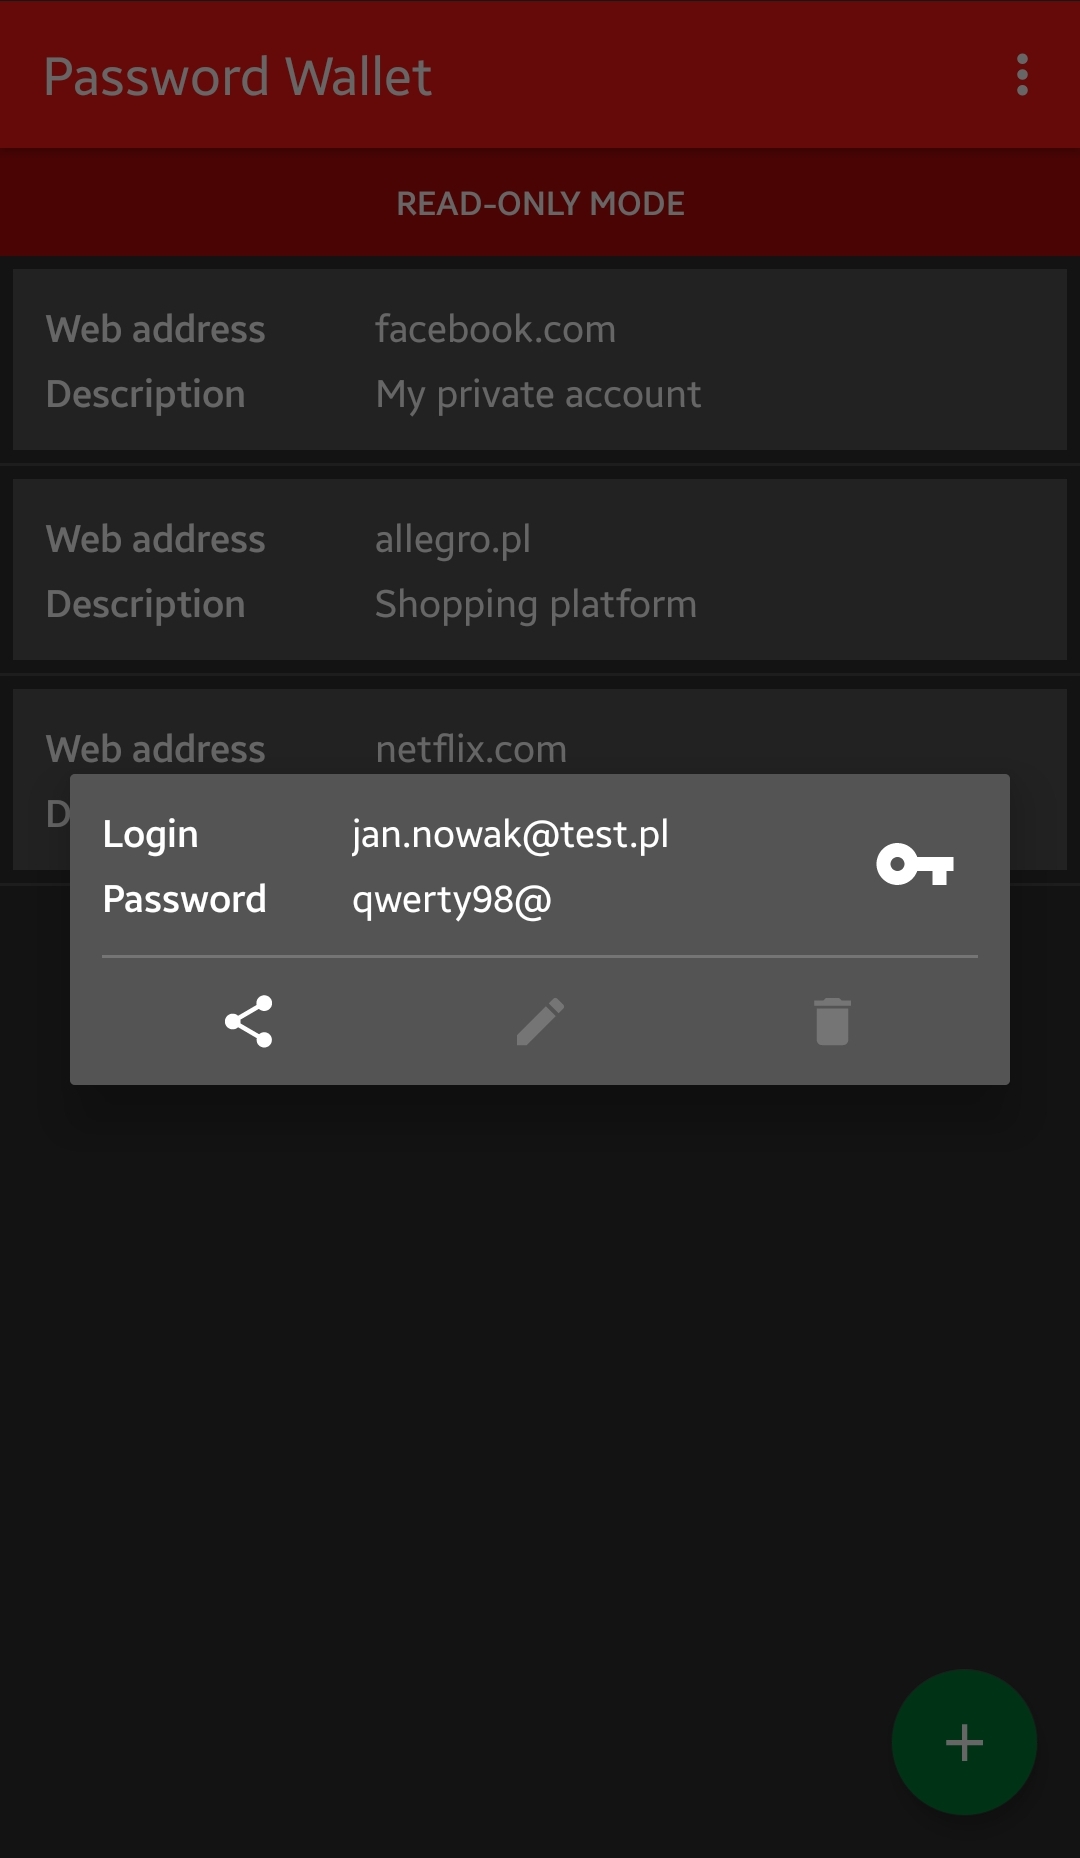 Password Wallet
READ-ONLY MODE
Web address facebook.com
Description My private account
Web address allegro.pl
Description Shopping platform
Web address netflix.com
D
Login jan.nowak@test.pl
Password qwerty98@